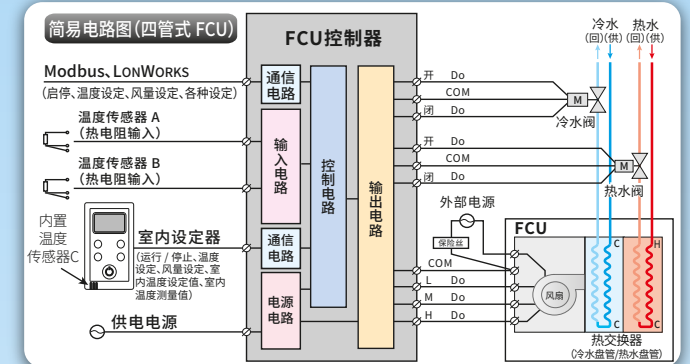 简易电路图(四管式 FCU)
FCU控制器
冷水 热水
(回)(供) (回)(供)
Modbus、LONWORKS
(启停、温度设定、风量设定、各种设定)
温度传感器 A
(热电阻输入)
温度传感器 B
(热电阻输入)
内置
温度
传感器C
室内设定器
(运行 / 停止、温度
设定、风量设定、室
内温度设定值、室内
温度测量值)
供电电源
通信
电路
输入电路
通信
电路
电源
电路
控制电路
输出电路
开 Do
COM
闭 Do
M
冷水阀
开 Do
COM
闭 Do
M
热水阀
外部电源
保险丝
COM
L Do
M Do
H Do
FCU
风扇
C H
C C
热交换器
(冷水盘管/热水盘管)